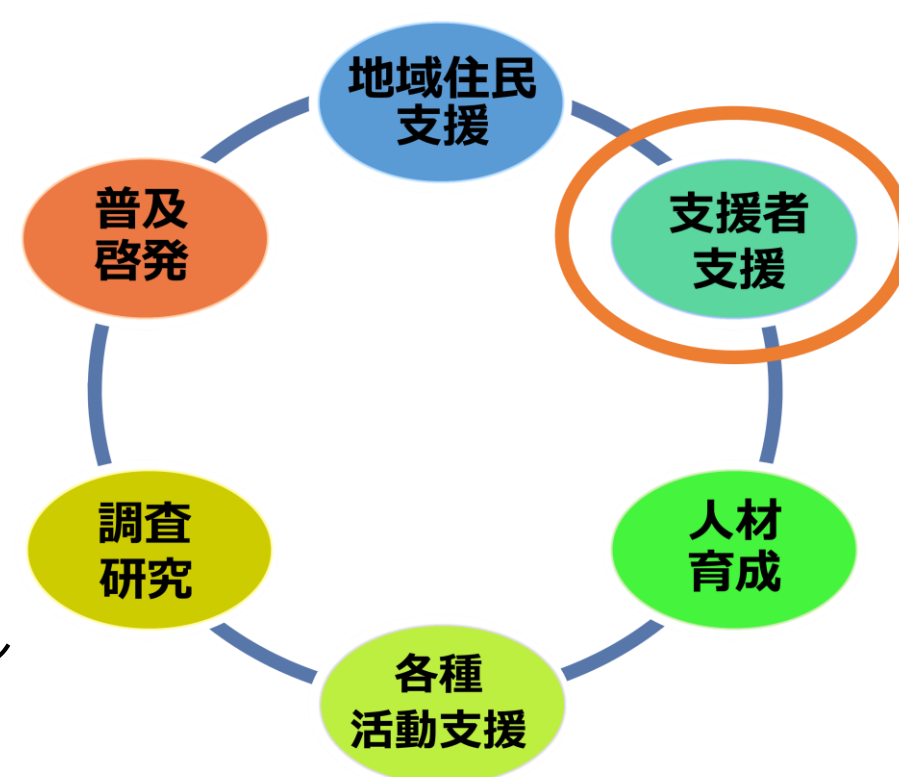 地域住民
支援
支援者
支援
人材
育成
各種
活動支援
調査
研究
普及
啓発